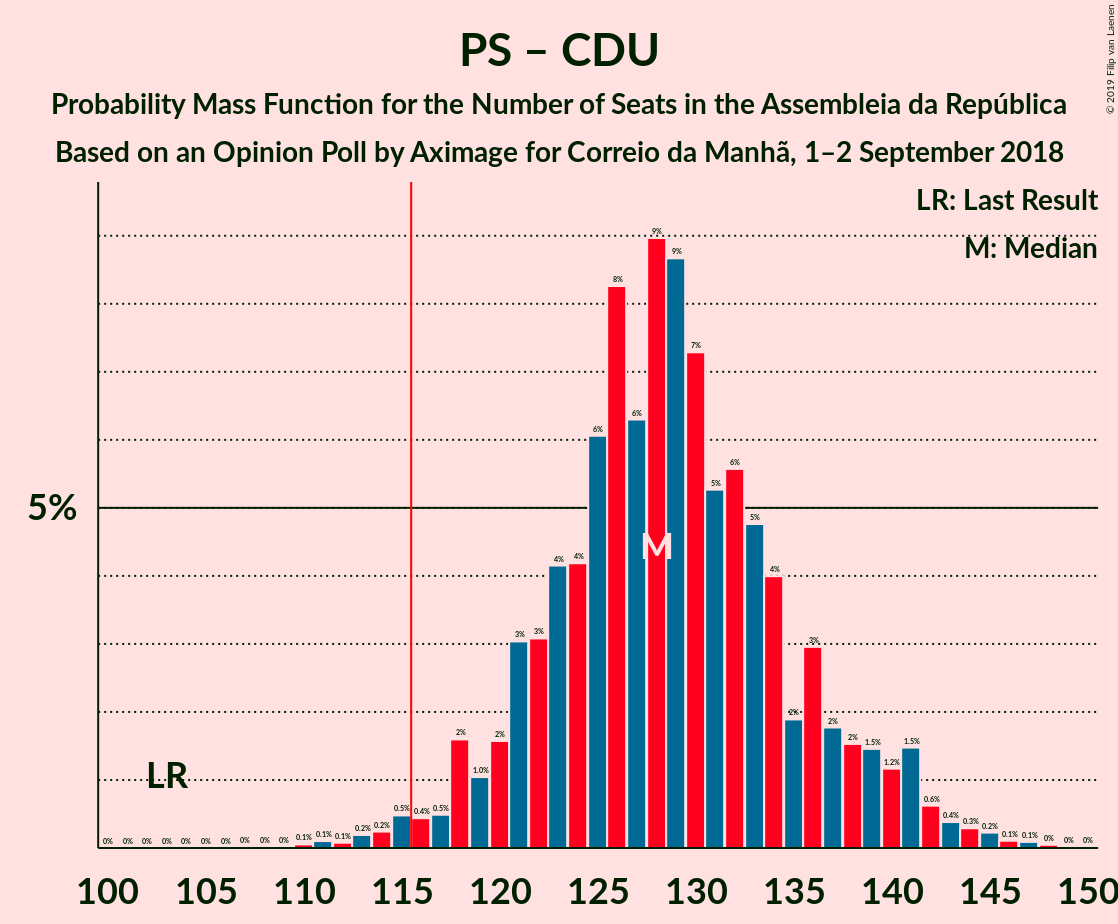 PS – CDU
Probability Mass Function for the Number of Seats in the Assembleia da República
Based on an Opinion Poll by Aximage for Correio da Manhã, 1–2 September 2018
© 2019 Filip van Laenen
LR: Last Result
M: Median
5%
LR
M
0% 0% 0% 0% 0% 0% 0% 0% 0% 0% 0.1% 0.1% 0.1% 0.2% 0.2% 0.5% 0.4% 0.5% 2% 1.0% 2% 3% 3% 4% 4% 6% 8% 6% 9% 9% 7% 5% 6% 5% 4% 2% 3% 2% 2% 1.5% 1.2% 1.5% 0.6% 0.4% 0.3% 0.2% 0.1% 0.1% 0% 0% 0%
100 105 110 115 120 125 130 135 140 145 150